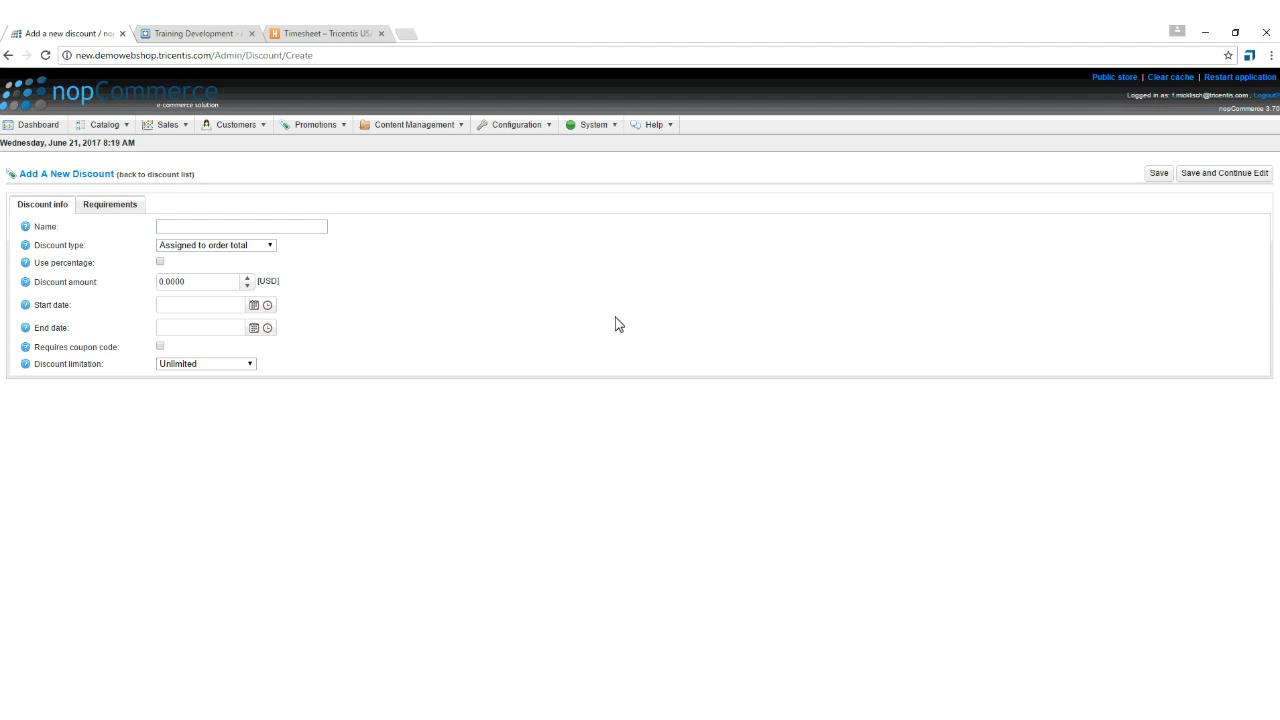 Add a new discount / no
Training Development -
Timesheet – Tricentis US
new.demowebshop.tricentis.com/Admin/Discount/Create
Public store | Clear cache | Restart application
nopCommerce
e-commerce solution
Logged in as: f.micklisch@tricentis.com , Logout?
nopCommerce 3.70
Dashboard Catalog Sales Customers Promotions Content Management Configuration System Help
Wednesday, June 21, 2017 8:19 AM
Add A New Discount (back to discount list) Save Save and Continue Edit
Discount info Requirements
Name:
Discount type: Assigned to order total
Use percentage:
Discount amount: 0.0000 [USD]
Start date:
End date:
Requires coupon code:
Discount limitation: Unlimited